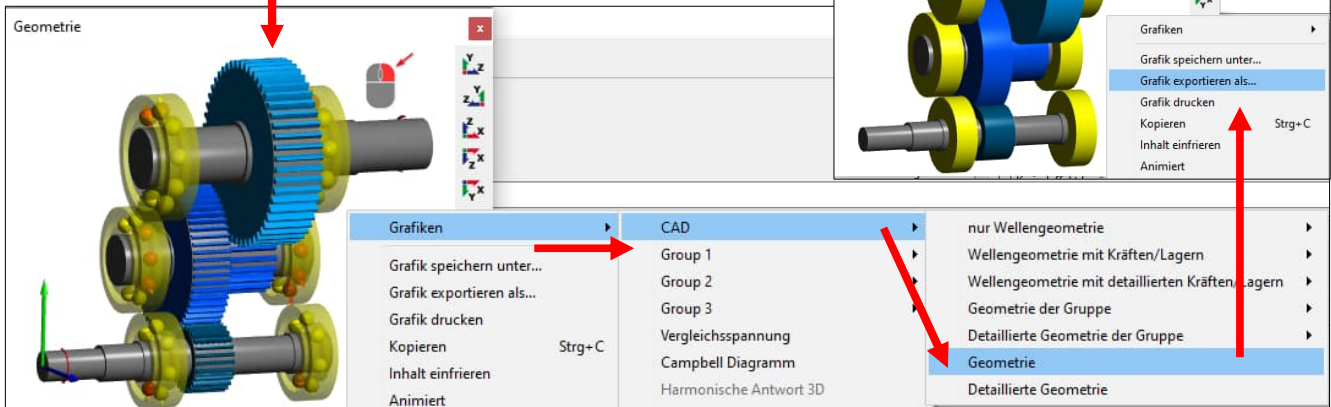 Geometrie
x
Y
Z
Y
Z
Z
X
X
Z
X
Y
Y X
Grafiken
Grafik speichern unter...
Grafik exportieren als...
Grafik drucken
Kopieren Strg+C
Inhalt einfrieren
Animiert
Grafiken
Grafik speichern unter...
Grafik exportieren als...
Grafik drucken
Kopieren Strg+C
Inhalt einfrieren
Animiert
CAD
Group 1
Group 2
Group 3
Vergleichsspannung
Campbell Diagramm
Harmonische Antwort 3D
nur Wellengeometrie
Wellengeometrie mit Kräften/Lagern
Wellengeometrie mit detaillierten Kräften/Lagern
Geometrie der Gruppe
Detaillierte Geometrie der Gruppe
Geometrie
Detaillierte Geometrie